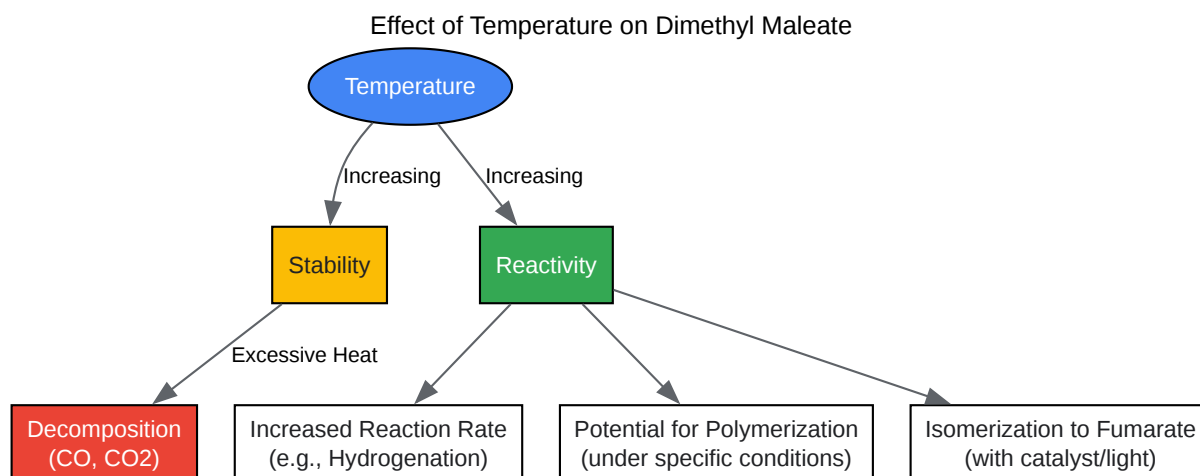 Effect of Temperature on Dimethyl Maleate
Temperature
Increasing
Increasing
Stability
Reactivity
Excessive Heat
Decomposition
(CO, CO2)
Increased Reaction Rate
(e.g., Hydrogenation)
Potential for Polymerization
(under specific conditions)
Isomerization to Fumarate
(with catalyst/light)